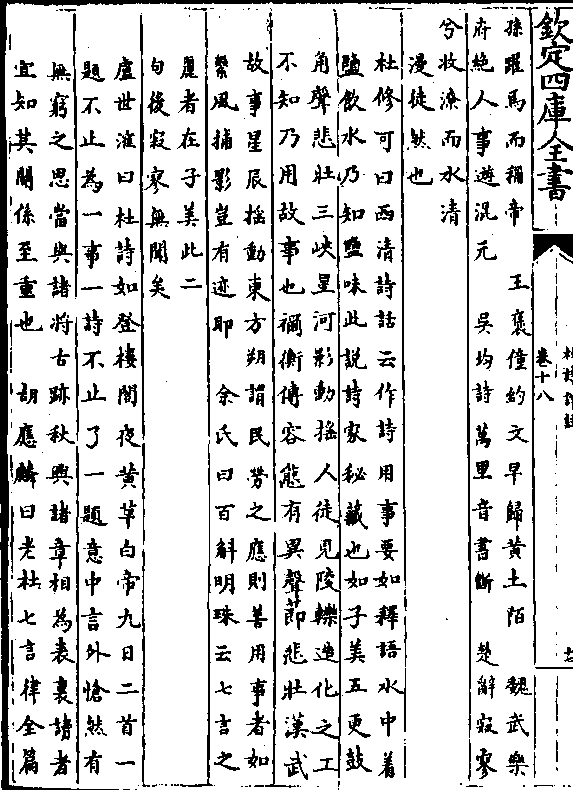 欽定四庫全書
卷十八
孫躍馬而稱帝　王褒僮約文早歸黄土陌　魏武樂
府絶人事遊況元　吳均詩萬里音書斷　楚辭寂寥
兮收潦而水清
漫徒然也
杜修可曰西清詩話云作詩用事要如釋語水中着
鹽飲水乃知鹽味此說詩家秘藏也如子美五更鼓
角聲悲壯三峽星河影動搖人徒見陵轢造化之工
不知乃用故事也禰衡傳容態有異聲節悲壯漢武
故事星辰搖動東方朔謂民勞之應則善用事者如
繫風捕影豈有迹耶　余氏曰百斛明珠云七言之
麗者在子美此二
句後寂寥無聞矣
盧世㴶曰杜詩如登樓閣夜黄草白帝九日二首一
題不止為一事一詩不止了一題意中言外愴然有
無窮之思當與諸將古跡秋興諸章相為表裏讀者
宜知其關係至重也　胡應麟曰老杜七言律全篇